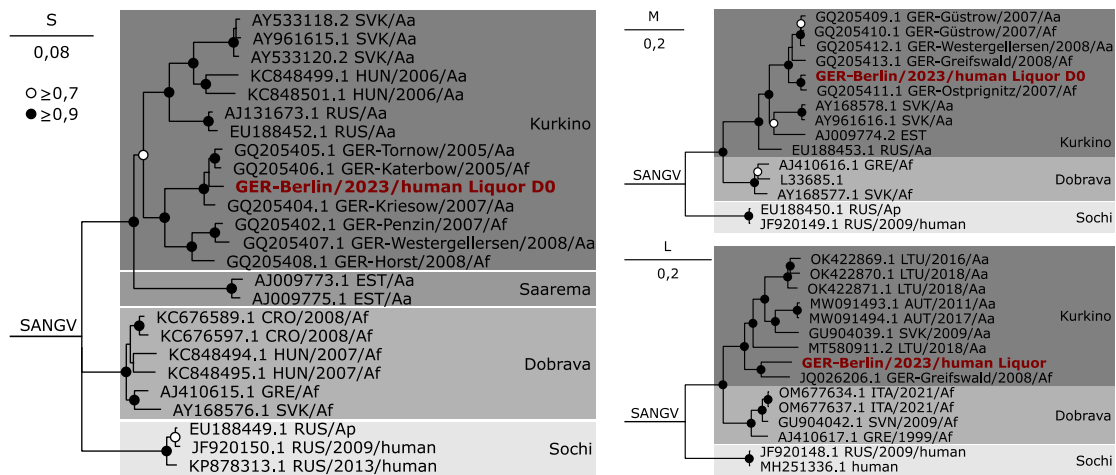 S
0,08
≥0,7
≥0,9
AY533118.2 SVK/Aa
AY961615.1 SVK/Aa
AY533120.2 SVK/Aa
KC848499.1 HUN/2006/Aa
KC848501.1 HUN/2006/Aa
AJ131673.1 RUS/Aa
EU188452.1 RUS/Aa
Kurkino
GQ205405.1 GER-Tornow/2005/Aa
GQ205406.1 GER-Katerbow/2005/Af
GER-Berlin/2023/human Liquor D0
GQ205404.1 GER-Kriesow/2007/Aa
GQ205402.1 GER-Penzin/2007/Af
GQ205407.1 GER-Westergellersen/2008/Aa
GQ205408.1 GER-Horst/2008/Af
AJ009773.1 EST/Aa
AJ009775.1 EST/Aa
Saarema
SANGV
KC676589.1 CRO/2008/Af
KC676597.1 CRO/2008/Af
KC848494.1 HUN/2007/Af
KC848495.1 HUN/2007/Af
AJ410615.1 GRE/Af
AY168576.1 SVK/Af
Dobrava
EU188449.1 RUS/Ap
JF920150.1 RUS/2009/human
KP878313.1 RUS/2013/human
Sochi
M
0,2
GQ205409.1 GER-Güstrow/2007/Aa
GQ205410.1 GER-Güstrow/2007/Af
GQ205412.1 GER-Westergellersen/2008/Aa
GQ205413.1 GER-Greifswald/2008/Af
GER-Berlin/2023/human Liquor D0
GQ205411.1 GER-Ostprignitz/2007/Af
AY168578.1 SVK/Aa
AY961616.1 SVK/Aa
AJ009774.2 EST
EU188453.1 RUS/Aa
Kurkino
SANGV
AJ410616.1 GRE/Af
L33685.1
AY168577.1 SVK/Af
Dobrava
EU188450.1 RUS/Ap
JF920149.1 RUS/2009/human
Sochi
L
0,2
OK422869.1 LTU/2016/Aa
OK422870.1 LTU/2018/Aa
OK422871.1 LTU/2018/Aa
MW091493.1 AUT/2011/Aa
MW091494.1 AUT/2017/Aa
GU904039.1 SVK/2009/Aa
MT580911.2 LTU/2018/Aa
Kurkino
GER-Berlin/2023/human Liquor
JQ026206.1 GER-Greifswald/2008/Af
OM677634.1 ITA/2021/Af
OM677637.1 ITA/2021/Af
GU904042.1 SVN/2009/Af
AJ410617.1 GRE/1999/Af
Dobrava
SANGV
JF920148.1 RUS/2009/human
MH251336.1 human
Sochi